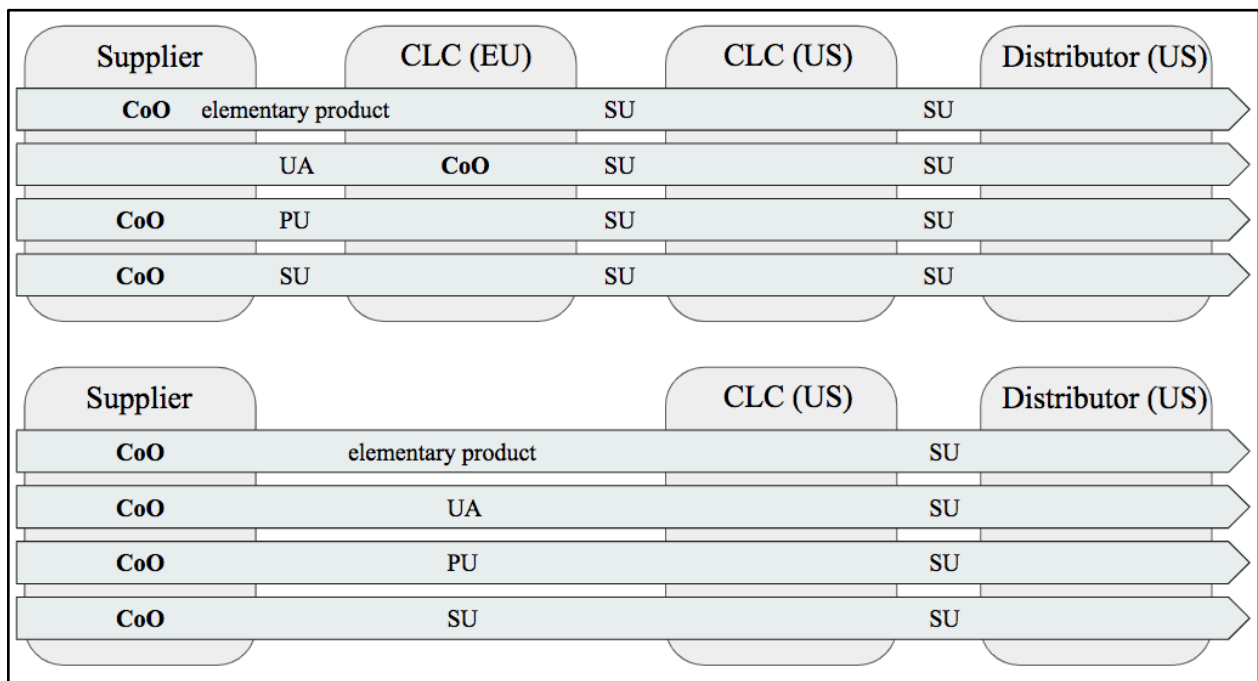 Supplier CLC (EU) CLC (US) Distributor (US)
CoO elementary product SU SU
UA CoO SU SU
CoO PU SU SU
CoO SU SU SU
Supplier CLC (US) Distributor (US)
CoO elementary product SU
CoO UA SU
CoO PU SU
CoO SU SU